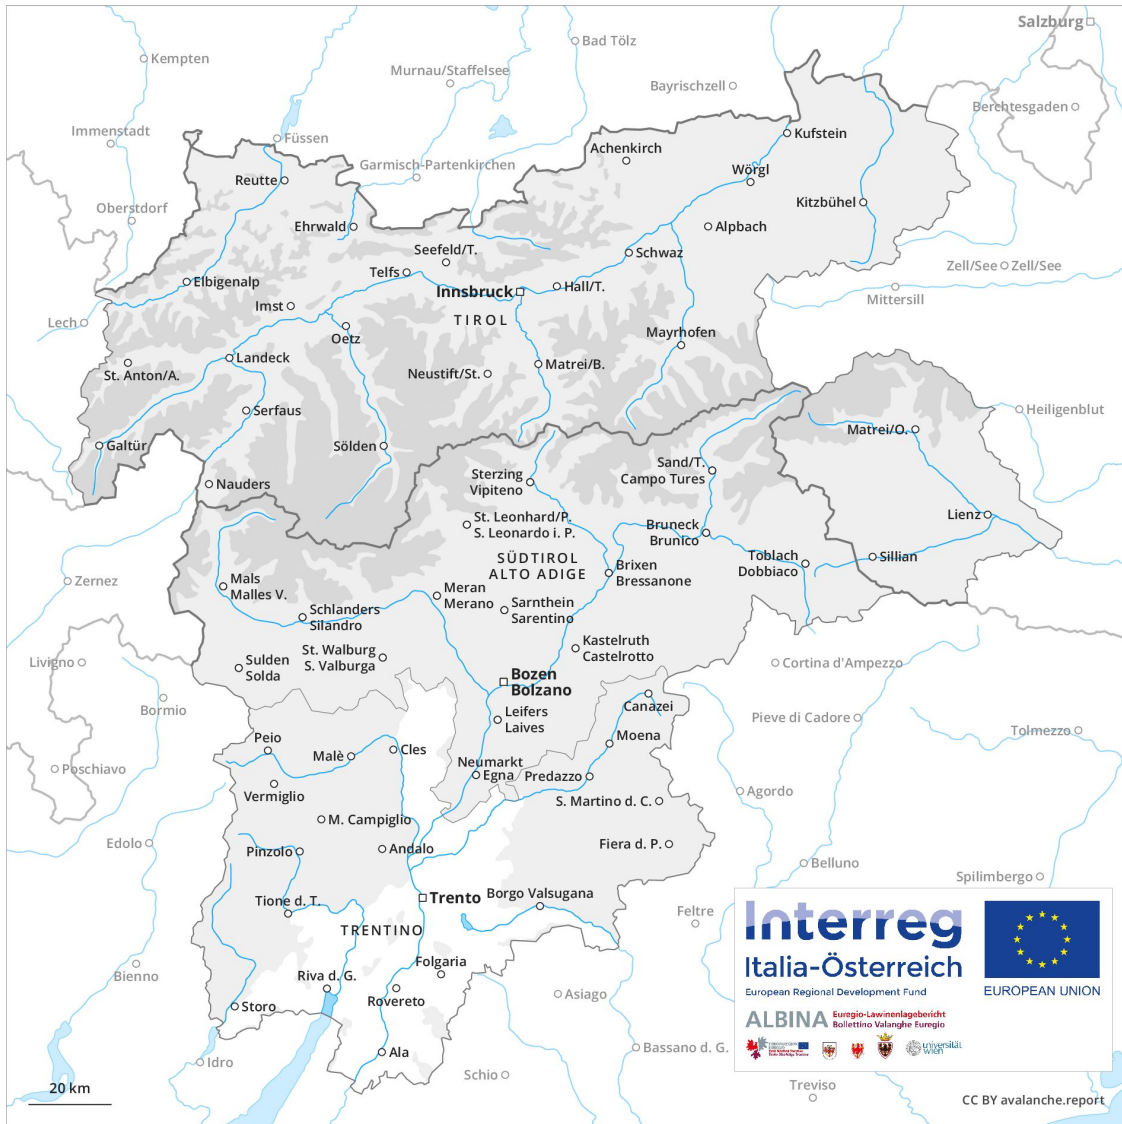 Salzburg
Bad Tölz
Kempten
Murnau/Staffelsee
Bayrischzell
Berchtesgaden
Immenstadt
Füssen
Kufstein
Achenkirch
Garmisch-Partenkirchen
Wörgl
Reutte
Kitzbühel
Oberstdorf
Ehrwald
Alpbach
Seefeld/T.
Schwaz
Zell/See
Zell/See
Telfs
Elbigenalp
Hall/T.
Innsbruck
Mittersill
Imst
Lech
TIROL
Mayrhofen
Oetz
Landeck
Matrei/B.
St. Anton/A.
Neustift/St.
Serfaus
Heiligenblut
Matrei/O.
Galtür
Sölden
Sand/T.
Campo Tures
Sterzing
Vipiteno
Nauders
Lienz
St. Leonhard/P.
S. Leonardo i. P.
Bruneck
Brunico
SÜDTIROL
ALTO ADIGE
Toblach
Dobbiaco
Sillian
Brixen
Bressanone
Zernez
Mals
Malles V.
Meran
Merano
Sarnthein
Sarentino
Schlanders
Silandro
Kastelruth
Castelrotto
St. Walburg
S. Valburga
Livigno
Sulden
Solda
Cortina d'Ampezzo
Bozen
Bolzano
Bormio
Canazei
Leifers
Laives
Pieve di Cadore
Tolmezzo
Peio
Moena
Malè
Cles
Neumarkt
Egna
Predazzo
Poschiavo
Vermiglio
Agordo
S. Martino d. C.
M. Campiglio
Edolo
Fiera d. P.
Pinzolo
Andalo
Belluno
Spilimbergo
Trento
Borgo Valsugana
Tione d. T.
Feltre
TRENTINO
Interreg
Italia-Österreich
European Regional Development Fund
EUROPEAN UNION
Folgaria
Bienno
Riva d. G.
Rovereto
Asiago
Storo
ALBINA
Euregio-Lawinenlagebericht
Bollettino Valanghe Euregio
universität
wien
Ala
Bassano d. G.
Idro
Schio
Treviso
20 km
CC BY avalanche.report